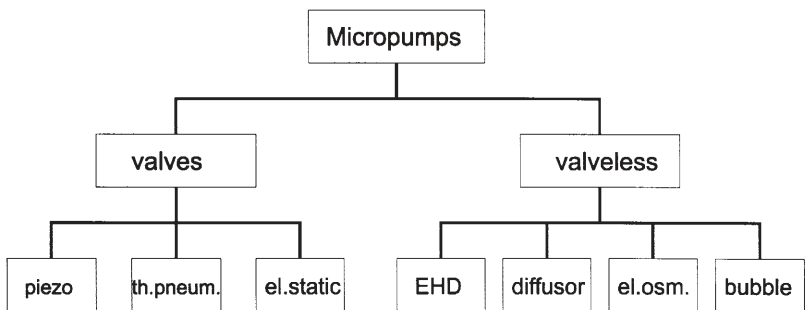 Micropumps
valves
valveless
piezo
th.pneum.
el.static
EHD
diffusor
el.osm.
bubble